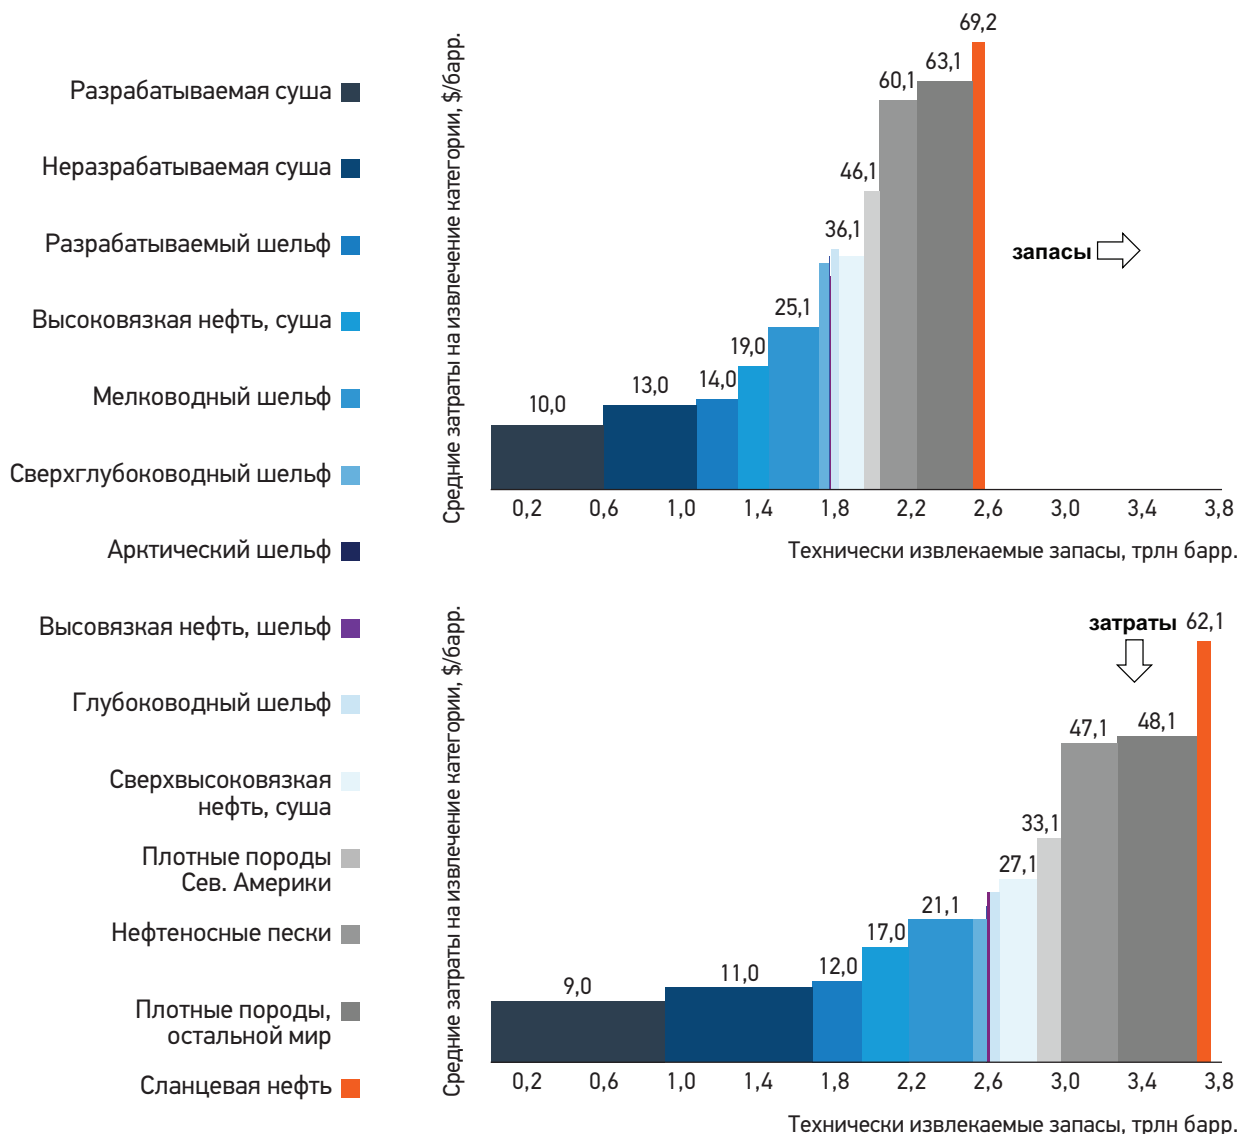 Разрабатываемая суша
Неразрабатываемая суша
Разрабатываемый шельф
Высоковязкая нефть, суша
Мелководный шельф
Сверхглубоководный шельф
Арктический шельф
Высовязкая нефть, шельф
Глубоководный шельф
Сверхвысоковязкая
нефть, суша
Плотные породы
Сев. Америки
Нефтеносные пески
Плотные породы,
остальной мир
Сланцевая нефть
Средние затраты на извлечение категории, $/барр.
69,2
63,1
60,1
46,1
36,1
25,1
19,0
14,0
13,0
10,0
запасы
0,2 0,6 1,0 1,4 1,8 2,2 2,6 3,0 3,4 3,8
Технически извлекаемые запасы, трлн барр.
Средние затраты на извлечение категории, $/барр.
затраты 62,1
48,1
47,1
33,1
27,1
21,1
17,0
12,0
11,0
9,0
0,2 0,6 1,0 1,4 1,8 2,2 2,6 3,0 3,4 3,8
Технически извлекаемые запасы, трлн барр.